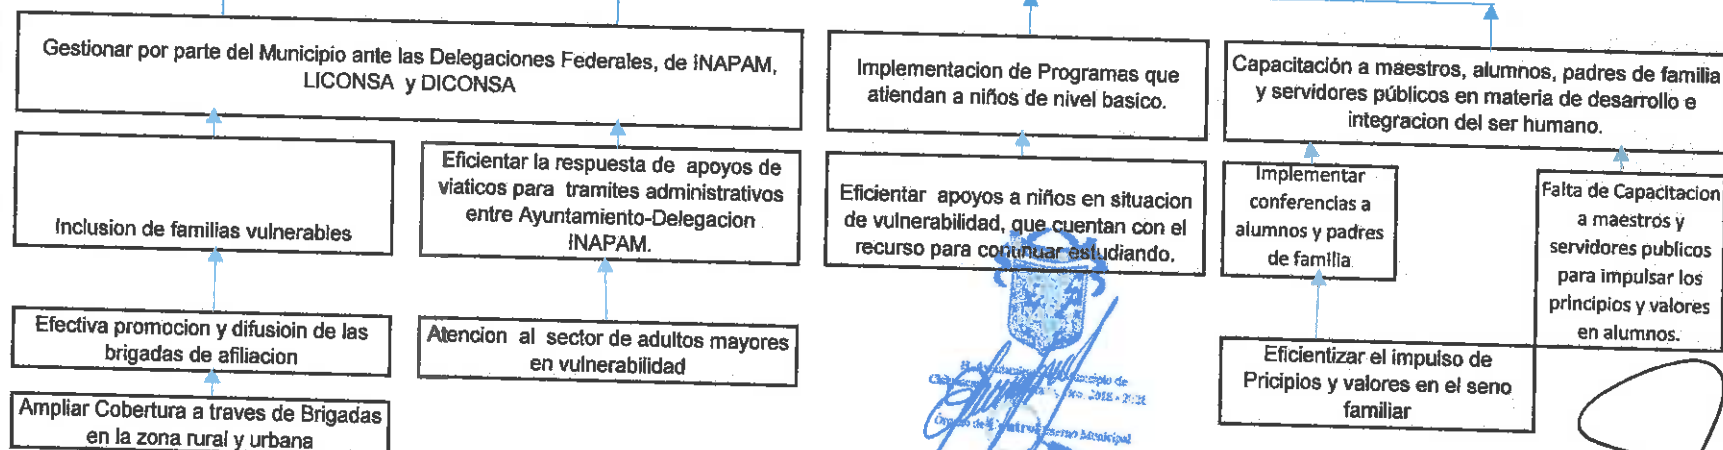 Gestionar por parte del Municipio ante las Delegaciones Federales, de INAPAM,
LICONSA y DICONSA
Implementacion de Programas que
atiendan a niños de nivel basico.
Capacitación a maestros, alumnos, padres de familia
y servidores públicos en materia de desarrollo e
integracion del ser humano.
Inclusion de familias vulnerables
Eficientar la respuesta de apoyos de
viaticos para tramites administrativos
entre Ayuntamiento-Delegacion
INAPAM.
Eficientar apoyos a niños en situacion
de vulnerabilidad, que cuentan con el
recurso para continuar estudiando.
Implementar
conferencias a
alumnos y padres
de familia
Falta de Capacitacion
a maestros y
servidores publicos
para impulsar los
principios y valores
en alumnos.
Efectiva promocion y difusioin de las
brigadas de afiliacion
Atencion al sector de adultos mayores
en vulnerabilidad
Eficientizar el impulso de
Pricipios y valores en el seno
familiar
Ampliar Cobertura a traves de Brigadas
en la zona rural y urbana
Municipal